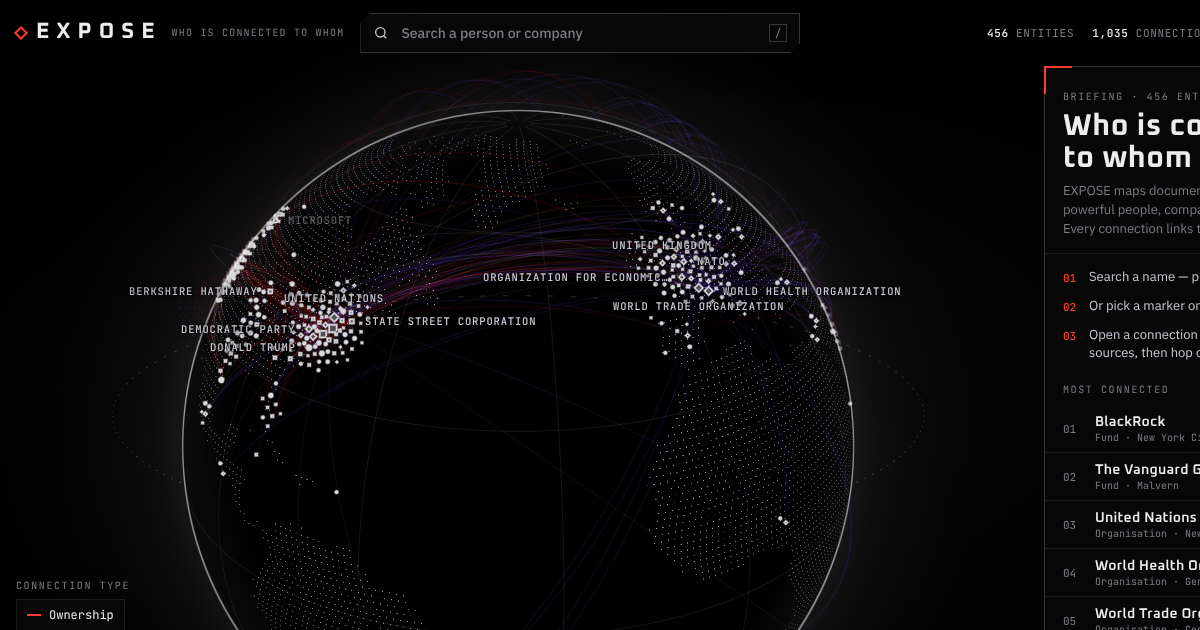 EXPOSE
WHO IS CONNECTED TO WHOM
Search a person or company
/
456 ENTITIES
1,035 CONNECTIO
MICROSOFT
UNITED KINGDOM
NATO
ORGANIZATION FOR ECONOMIC
BERKSHIRE HATHAWAY
UNITED NATIONS
WORLD HEALTH ORGANIZATION
WORLD TRADE ORGANIZATION
STATE STREET CORPORATION
DEMOCRATIC PARTY
DONALD TRUMP
CONNECTION TYPE
Ownership
BRIEFING · 456 ENT
Who is co
to whom
EXPOSE maps documen
powerful people, compa
Every connection links t
01 Search a name — p
02 Or pick a marker on
03 Open a connection
sources, then hop o
MOST CONNECTED
01 BlackRock
Fund · New York Ci
02 The Vanguard G
Fund · Malvern
03 United Nations
Organisation · New
04 World Health Or
Organisation · Gen
05 World Trade Org